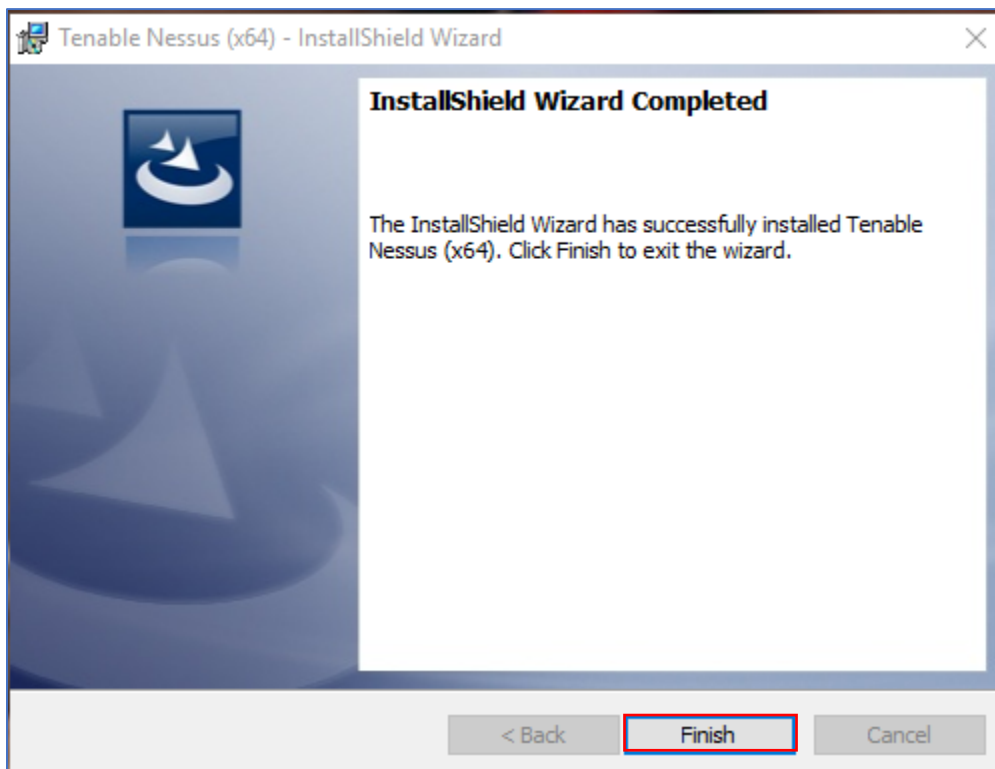 Tenable Nessus (x64) - InstallShield Wizard
InstallShield Wizard Completed
The InstallShield Wizard has successfully installed Tenable
Nessus (x64). Click Finish to exit the wizard.
< Back
Finish
Cancel